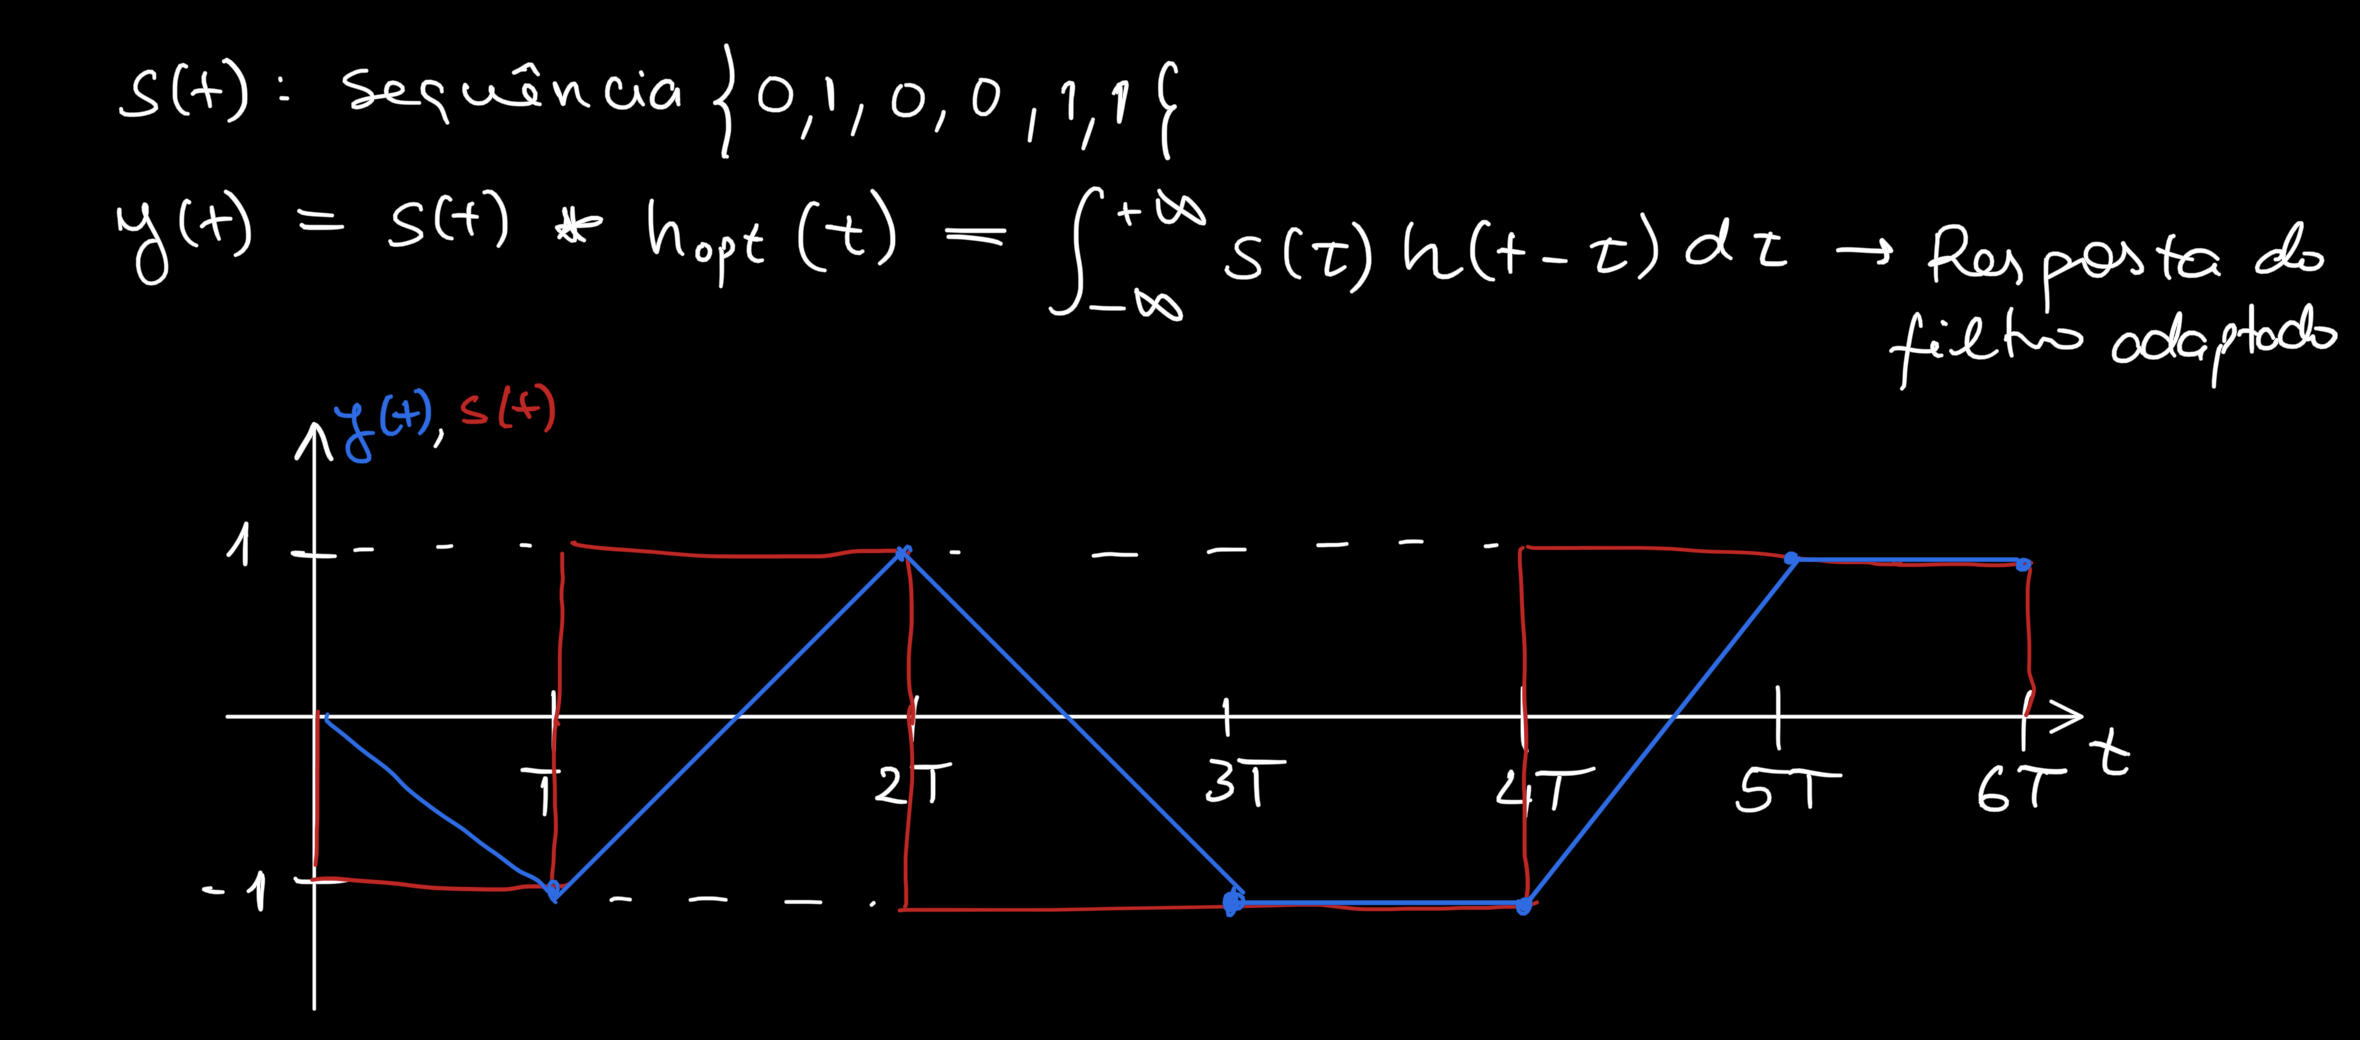 s(t): sequência }0,1,0,0,1,1{
y(t) = s(t) * h_opt(t) = ∫_{-∞}^{+∞} s(τ)h(t-τ)dτ → Resposta do
filtro adaptado
y(t), s(t)
1
T 2T 3T 4T 5T 6T t
-1